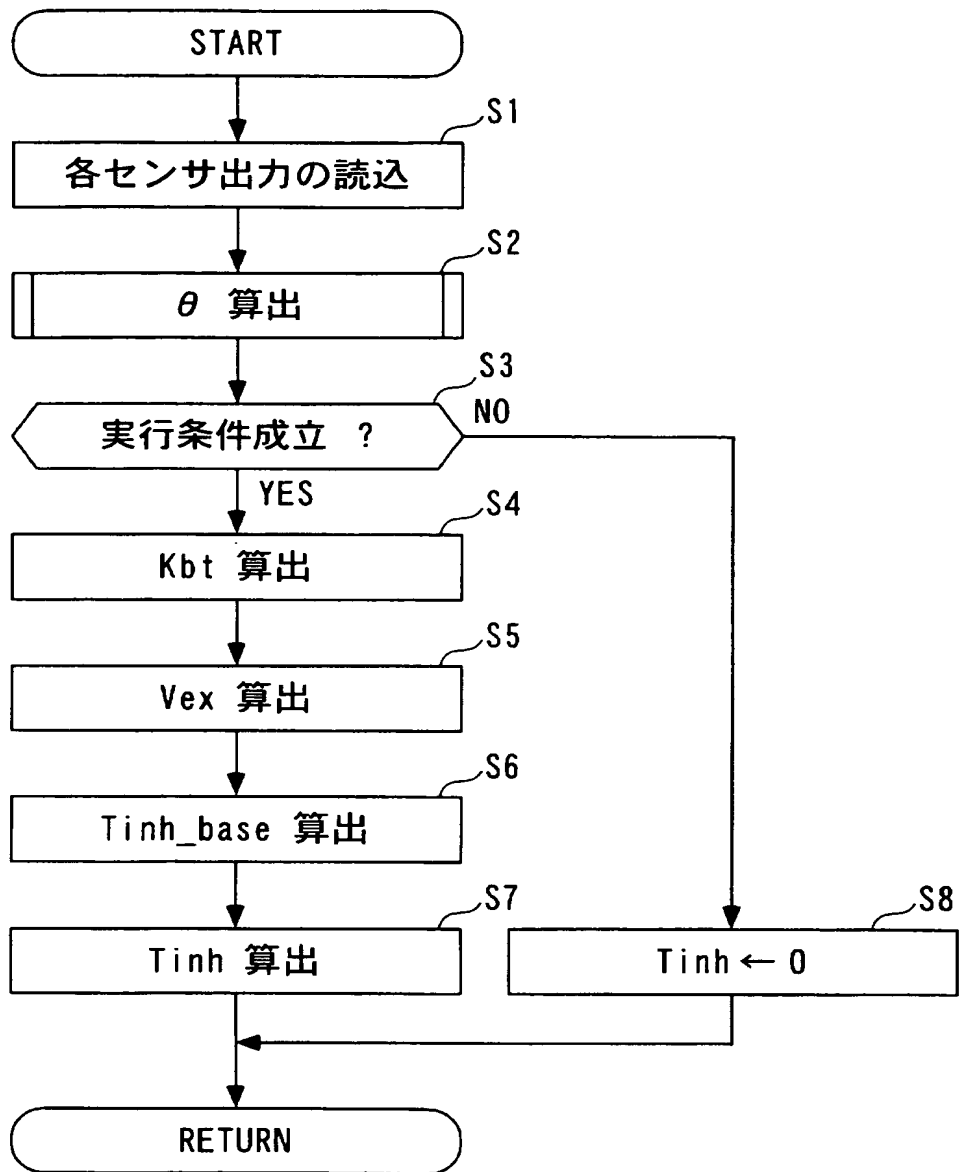 START
S1
各センサ出力の読込
S2
θ 算出
S3
実行条件成立 ?
NO
YES
S4
Kbt 算出
S5
Vex 算出
S6
Tinh_base 算出
S7
Tinh 算出
S8
Tinh ← 0
RETURN